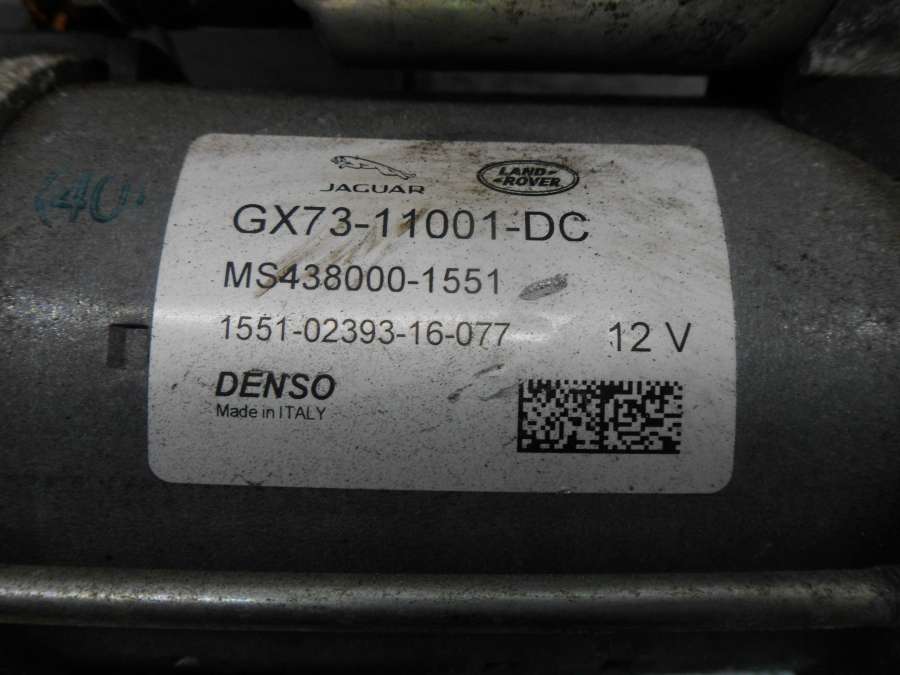 (40
JAGUAR
LAND-
-ROVER
GX73-11001-DC
MS438000-1551
1551-02393-16-077 12 V
DENSO
Made in ITALY